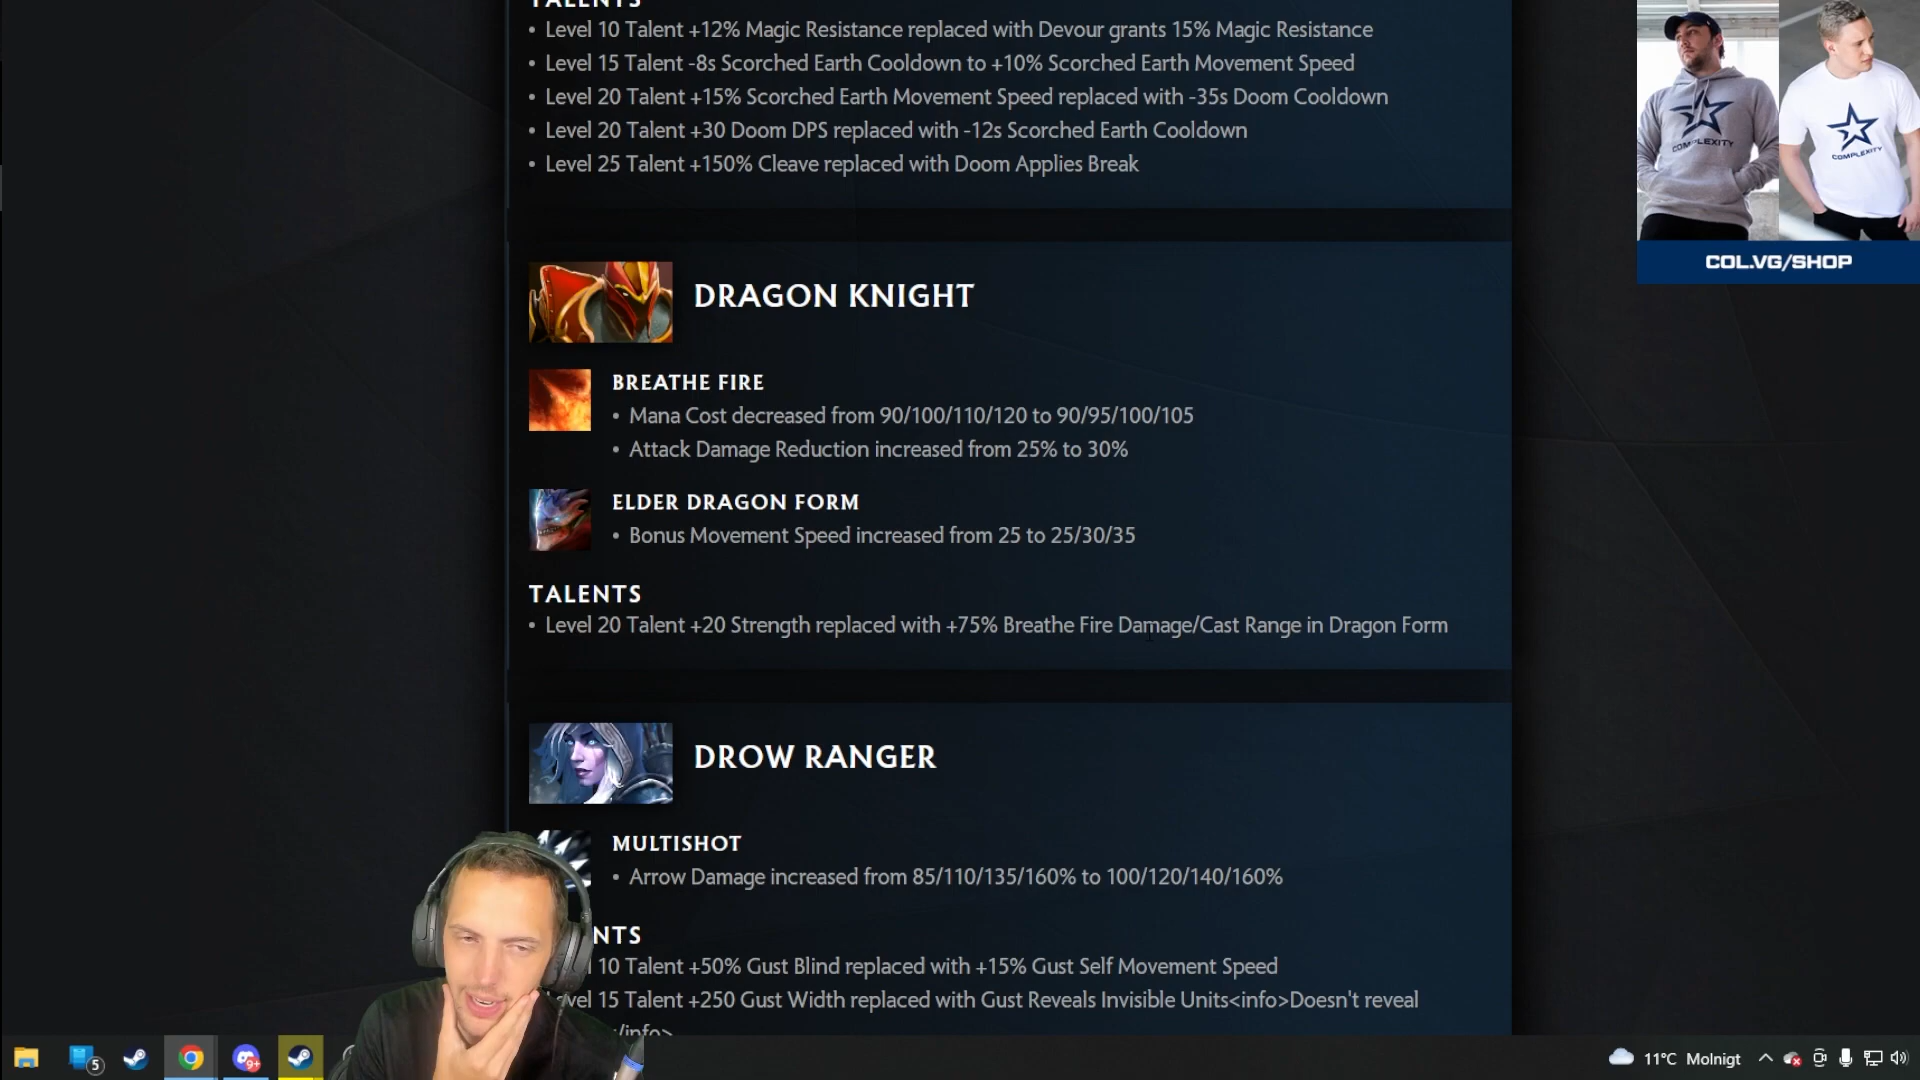 TALENTS
• Level 10 Talent +12% Magic Resistance replaced with Devour grants 15% Magic Resistance
• Level 15 Talent -8s Scorched Earth Cooldown to +10% Scorched Earth Movement Speed
• Level 20 Talent +15% Scorched Earth Movement Speed replaced with -35s Doom Cooldown
• Level 20 Talent +30 Doom DPS replaced with -12s Scorched Earth Cooldown
• Level 25 Talent +150% Cleave replaced with Doom Applies Break
COMPLEXITY
COMPLEXITY
COL.VG/SHOP
DRAGON KNIGHT
BREATHE FIRE
• Mana Cost decreased from 90/100/110/120 to 90/95/100/105
• Attack Damage Reduction increased from 25% to 30%
ELDER DRAGON FORM
• Bonus Movement Speed increased from 25 to 25/30/35
TALENTS
• Level 20 Talent +20 Strength replaced with +75% Breathe Fire Damage/Cast Range in Dragon Form
DROW RANGER
MULTISHOT
• Arrow Damage increased from 85/110/135/160% to 100/120/140/160%
NTS
10 Talent +50% Gust Blind replaced with +15% Gust Self Movement Speed
15 Talent +250 Gust Width replaced with Gust Reveals Invisible Units<info>Doesn't reveal
/info>
5
9+
11°C Molnigt